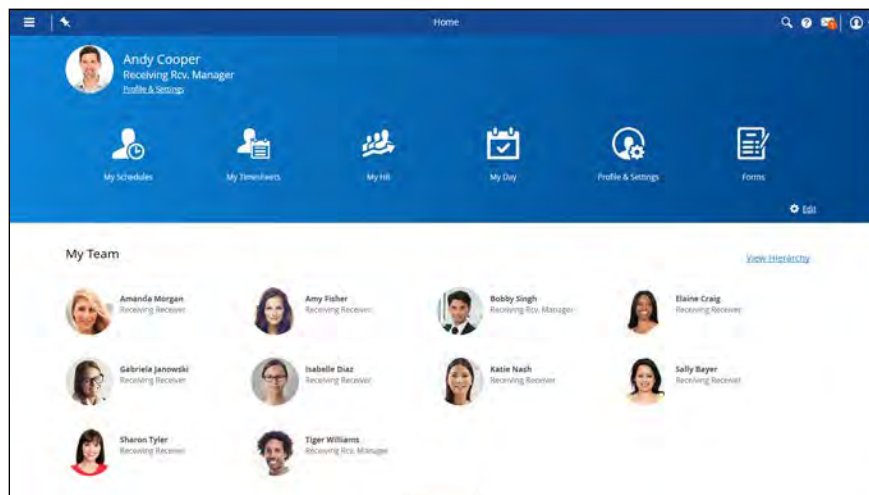 Home
Andy Cooper
Receiving Rcv. Manager
Profile & Settings
My Schedules
My Timesheets
My HR
My Day
Profile & Settings
Forms
Edit
My Team
View Hierarchy
Amanda Morgan
Receiving Receiver
Amy Fisher
Receiving Receiver
Bobby Singh
Receiving Rcv. Manager
Elaine Craig
Receiving Receiver
Gabriela Janowski
Receiving Receiver
Isabelle Diaz
Receiving Receiver
Katie Nash
Receiving Receiver
Sally Bayer
Receiving Receiver
Sharon Tyler
Receiving Receiver
Tiger Williams
Receiving Rcv. Manager